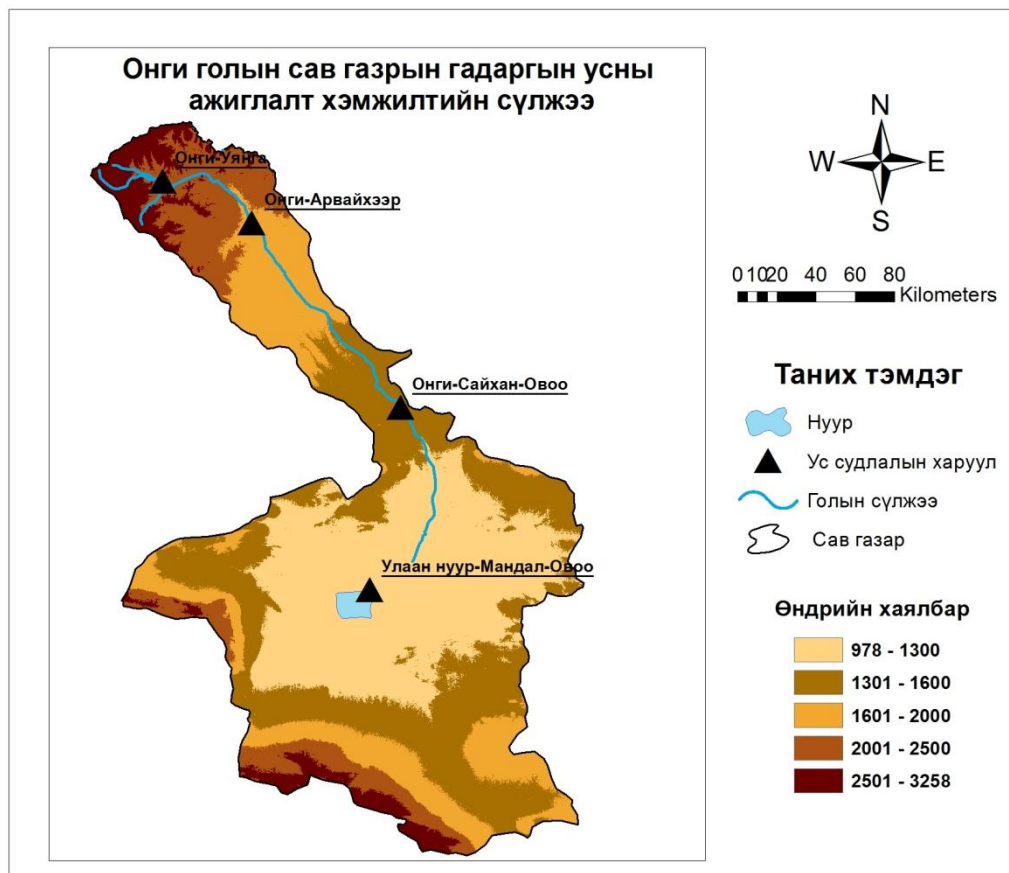 Онги голын сав газрын гадаргын усны
ажиглалт хэмжилтийн сүлжээ
Онги-Уянга
Онги-Арвайхээр
Онги-Сайхан-Овоо
Улаан нуур-Мандал-Овоо
N
W E
S
0 10 20 40 60 80
Kilometers
Таних тэмдэг
Нуур
Ус судлалын харуул
Голын сүлжээ
Сав газар
Өндрийн хаялбар
978 - 1300
1301 - 1600
1601 - 2000
2001 - 2500
2501 - 3258